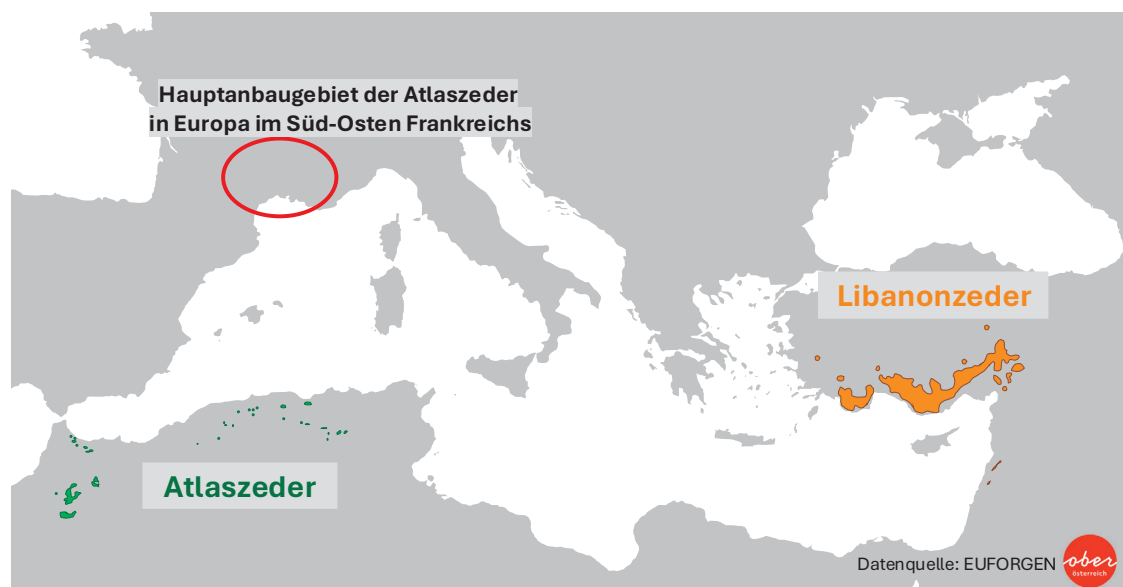 Hauptanbaugebiet der Atlaszeder
in Europa im Süd-Osten Frankreichs
Libanonzeder
Atlaszeder
Datenquelle: EUFORGEN
ober
österreich